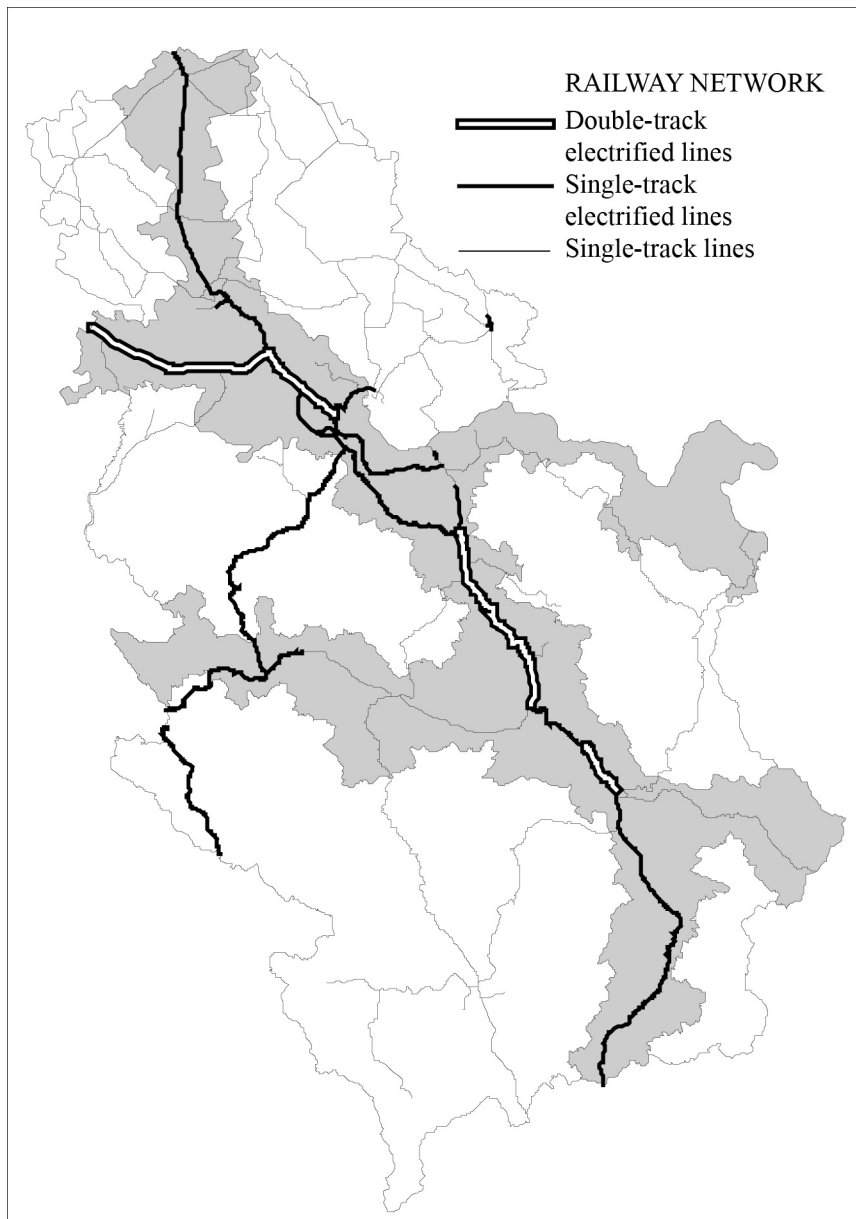 RAILWAY NETWORK
Double-track
electrified lines
Single-track
electrified lines
Single-track lines